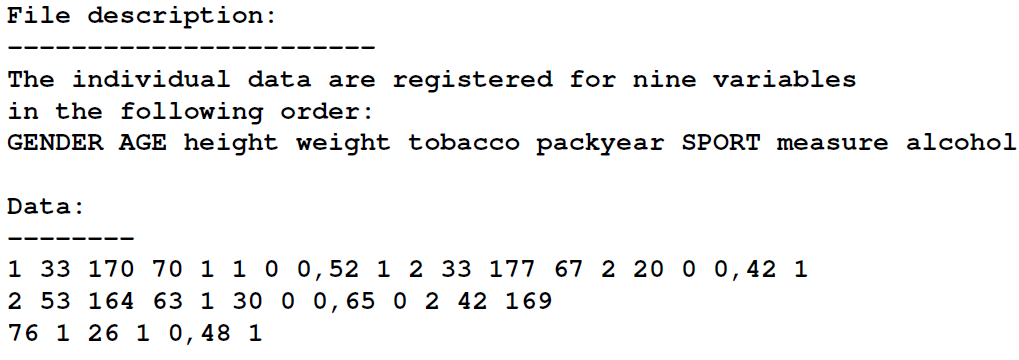 File description:
-----------------------
The individual data are registered for nine variables
in the following order:
GENDER AGE height weight tobacco packyear SPORT measure alcohol
Data:
--------
1 33 170 70 1 1 0 0,52 1 2 33 177 67 2 20 0 0,42 1
2 53 164 63 1 30 0 0,65 0 2 42 169
76 1 26 1 0,48 1